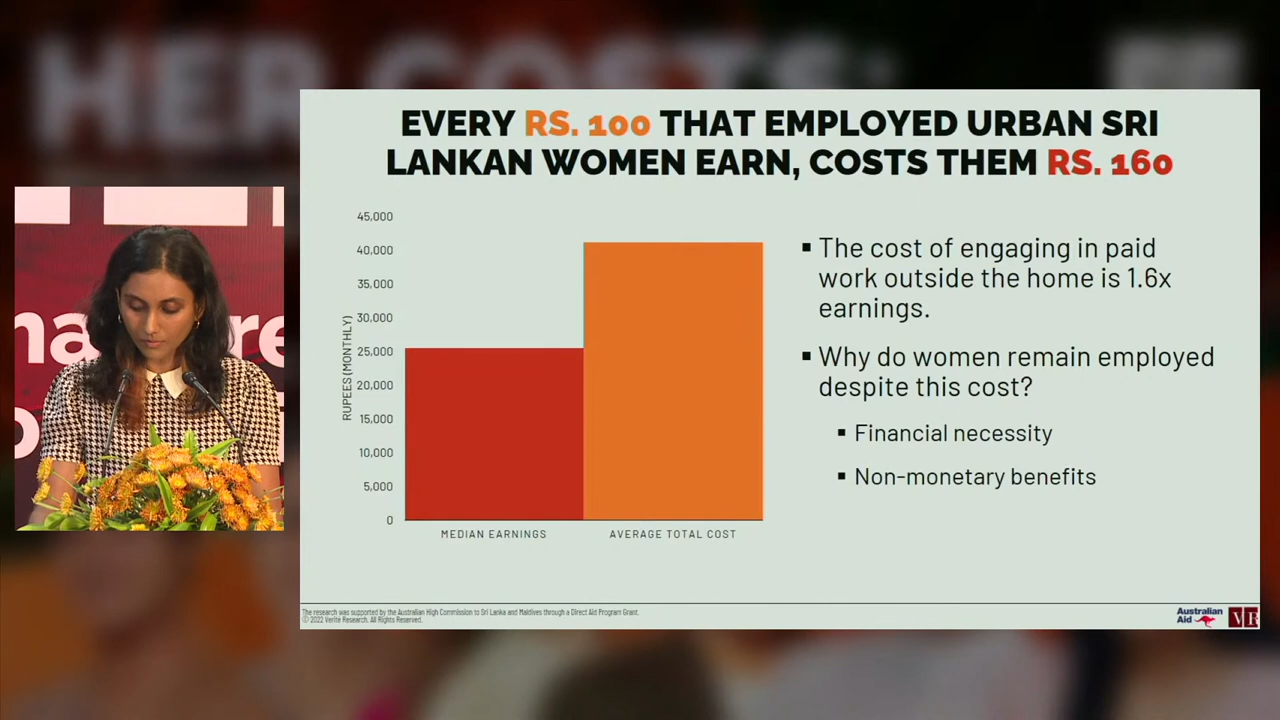 HER COSTS:
EVERY RS. 100 THAT EMPLOYED URBAN SRI
LANKAN WOMEN EARN, COSTS THEM RS. 160
RUPEES (MONTHLY)
45,000
40,000
35,000
30,000
25,000
20,000
15,000
10,000
5,000
0
MEDIAN EARNINGS
AVERAGE TOTAL COST
▪ The cost of engaging in paid
work outside the home is 1.6x
earnings.
▪ Why do women remain employed
despite this cost?
▪ Financial necessity
▪ Non-monetary benefits
The research was supported by the Australian High Commission to Sri Lanka and Maldives through a Direct Aid Program Grant.
© 2022 Verite Research. All Rights Reserved.
Australian
Aid
VR